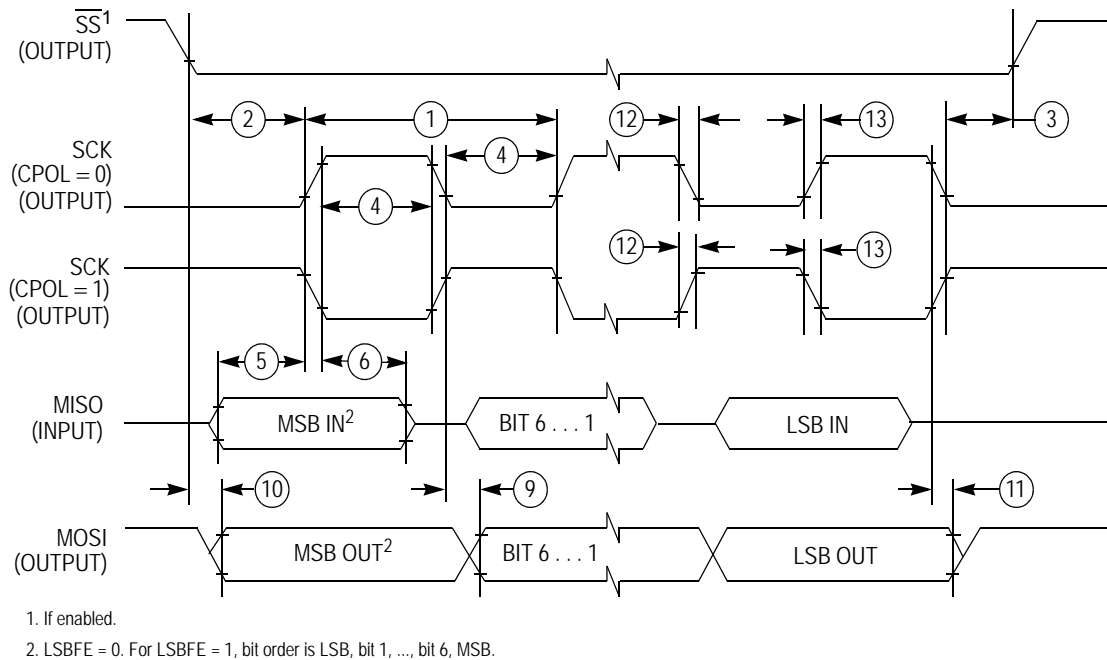 SS¹
(OUTPUT)
2
1
12
13
3
SCK
(CPOL = 0)
(OUTPUT)
4
4
12
13
SCK
(CPOL = 1)
(OUTPUT)
5
6
MISO
(INPUT)
MSB IN²
BIT 6 . . . 1
LSB IN
10
9
11
MOSI
(OUTPUT)
MSB OUT²
BIT 6 . . . 1
LSB OUT
1. If enabled.
2. LSBFE = 0. For LSBFE = 1, bit order is LSB, bit 1, ..., bit 6, MSB.